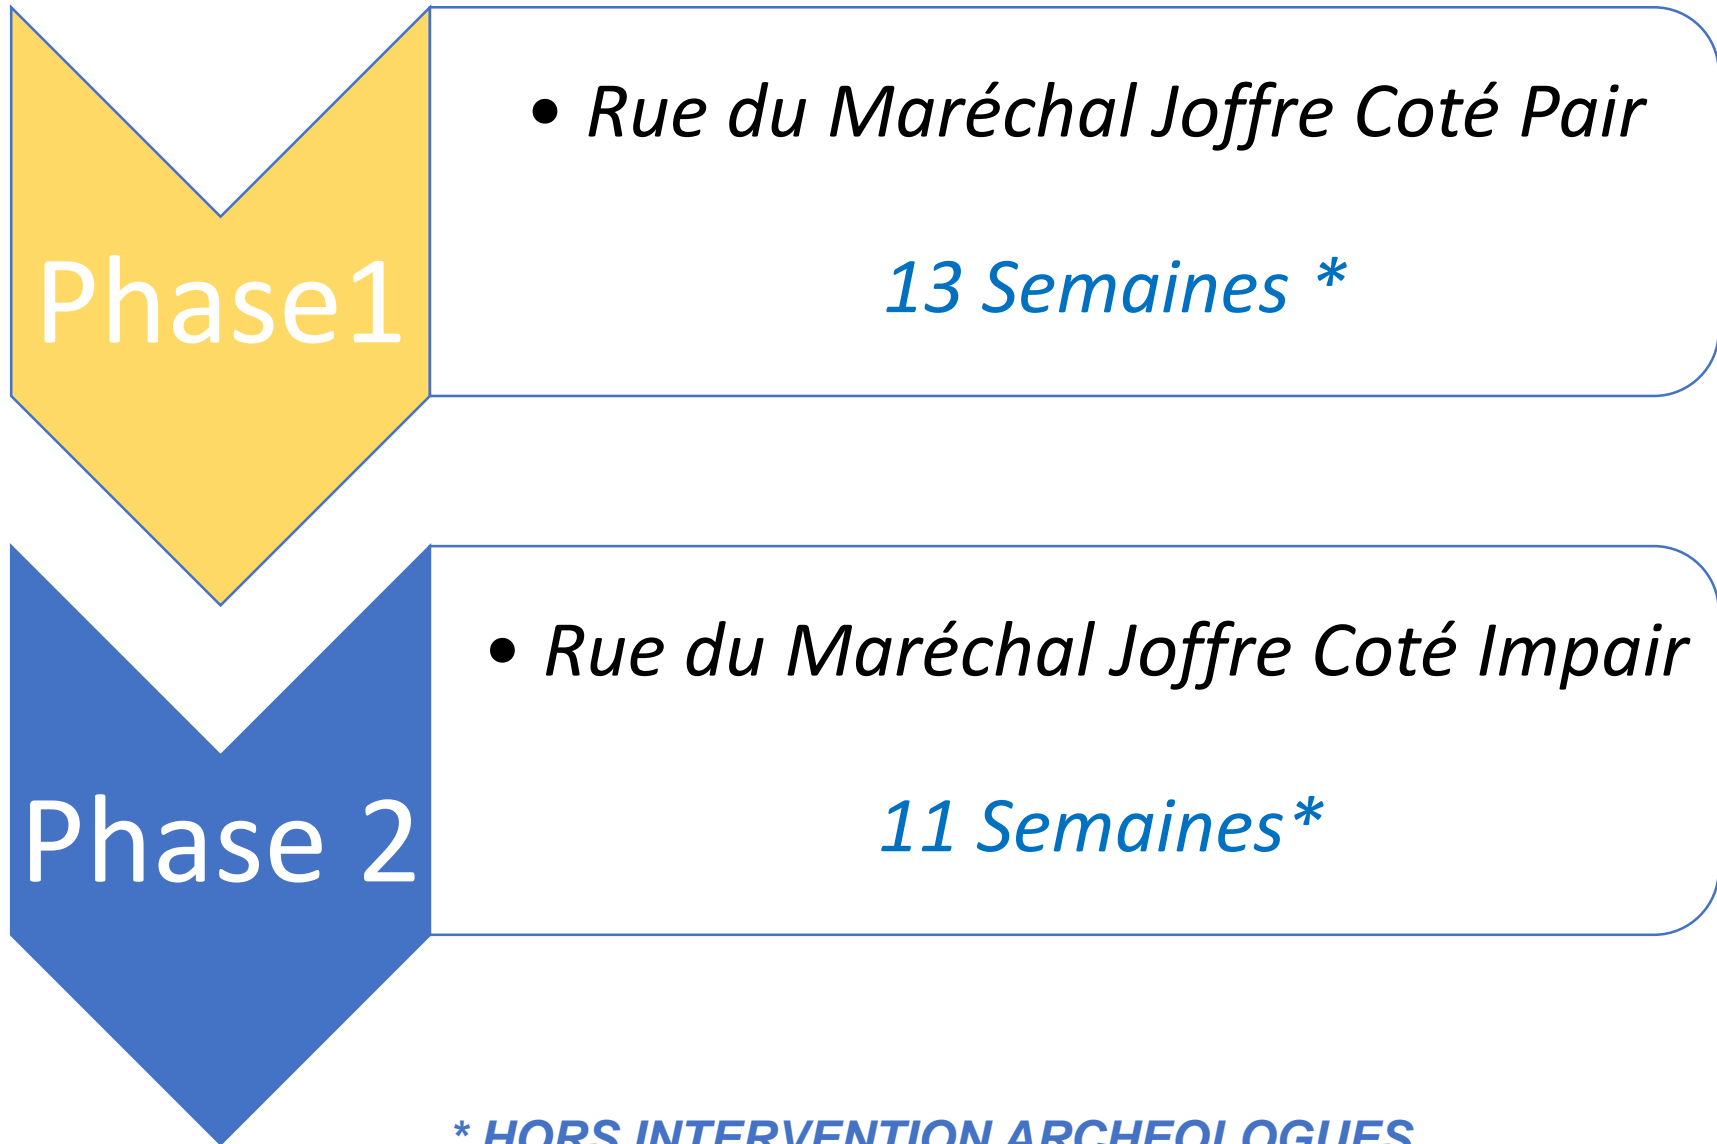 Phase1
• Rue du Maréchal Joffre Coté Pair
13 Semaines *
Phase 2
• Rue du Maréchal Joffre Coté Impair
11 Semaines*
* HORS INTERVENTION ARCHEOLOGUES